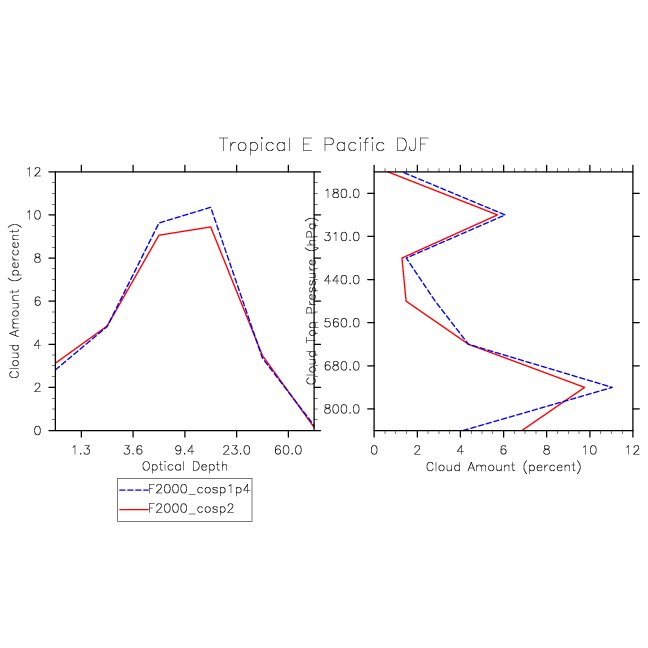 Tropical E Pacific DJF
Cloud Amount (percent)
12
10
8
6
4
2
0
1.3 3.6 9.4 23.0 60.0
Optical Depth
Cloud Top Pressure (hPa)
180.0
310.0
440.0
560.0
680.0
800.0
0 2 4 6 8 10 12
Cloud Amount (percent)
F2000_cosp1p4
F2000_cosp2